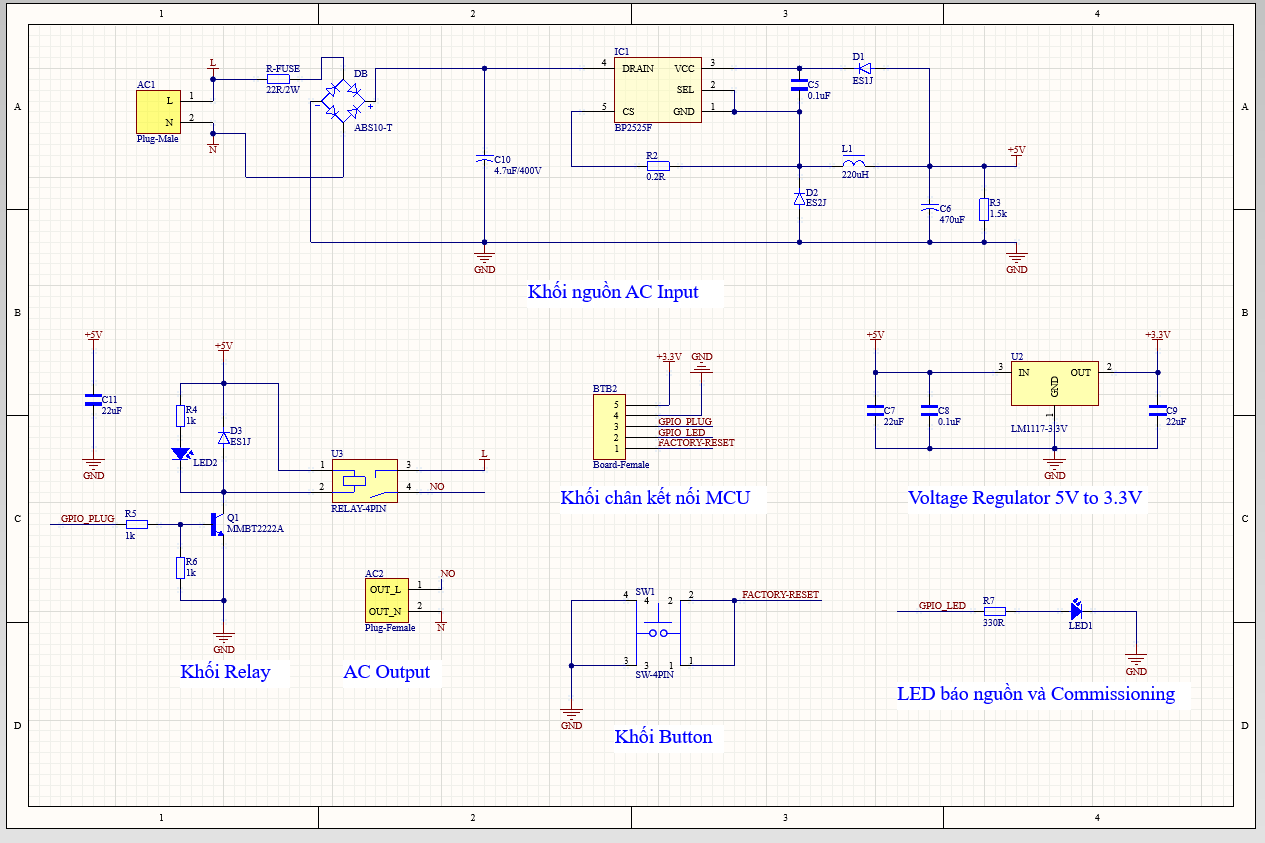 1 2 3 4
A A
AC1
L 1
N 2
Plug-Male
L
N
R-FUSE
22R/2W
DB
ABS10-T
C10
4.7uF/400V
IC1
4 DRAIN VCC 3
SEL 2
5 CS GND 1
BP2525F
D1
ES1J
C5
0.1uF
R2
0.2R
L1
220uH
+5V
D2
ES2J
C6
470uF
R3
1.5k
GND
GND
Khối nguồn AC Input
B B
+5V
C11
22uF
GND
+5V
R4
1k
D3
ES1J
LED2
U3
1 3
2 4
RELAY-4PIN
L
NO
GPIO_PLUG
R5
1k
Q1
MMBT2222A
R6
1k
GND
Khối Relay
+3.3V GND
BTB2
5
4
3 GPIO_PLUG
2 GPIO_LED
1 FACTORY-RESET
Board-Female
Khối chân kết nối MCU
+5V
C7
22uF
C8
0.1uF
U2
3 IN OUT 2
GND
1
LM1117-3.3V
+3.3V
C9
22uF
GND
Voltage Regulator 5V to 3.3V
C C
AC2
OUT_L 1
OUT_N 2
Plug-Female
NO
N
AC Output
SW1
4 4 2 2
3 3 1 1
SW-4PIN
FACTORY-RESET
GND
Khối Button
GPIO_LED
R7
330R
LED1
GND
LED báo nguồn và Commissioning
D D
1 2 3 4